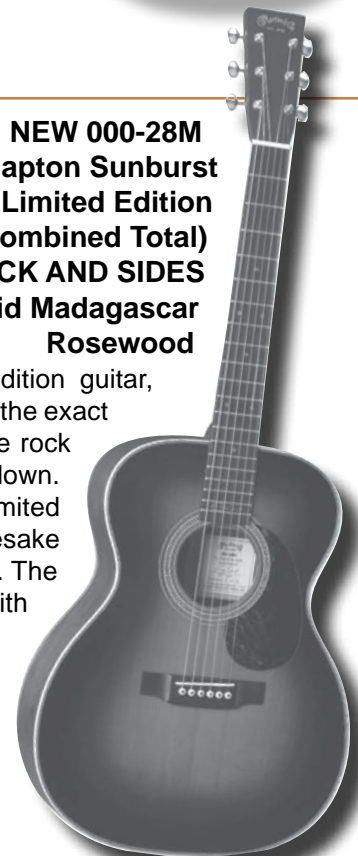 NEW 000-28M
apton Sunburst
Limited Edition
ombined Total)
CK AND SIDES
id Madagascar
Rosewood
dition guitar,
the exact
e rock
down.
mited
esake
. The
ith
Martin